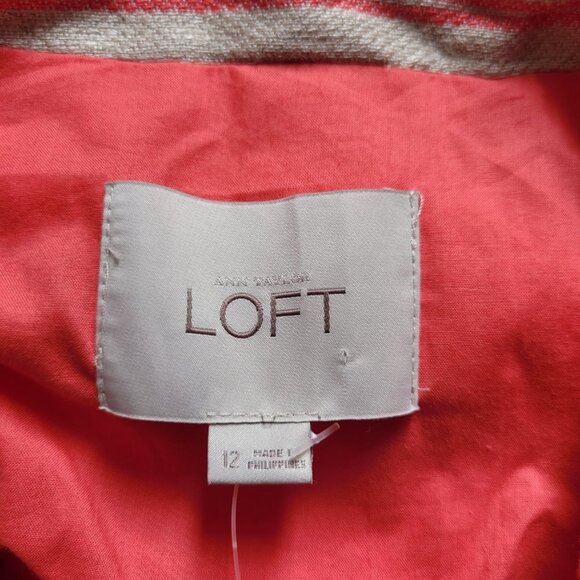 ANN TAYLOR
LOFT
12
MADE I
PHILIPPINES